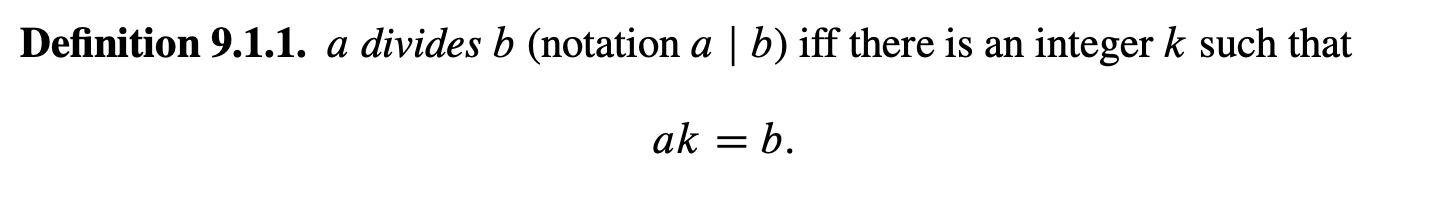 Definition 9.1.1. a divides b (notation a | b) iff there is an integer k such that
ak = b.